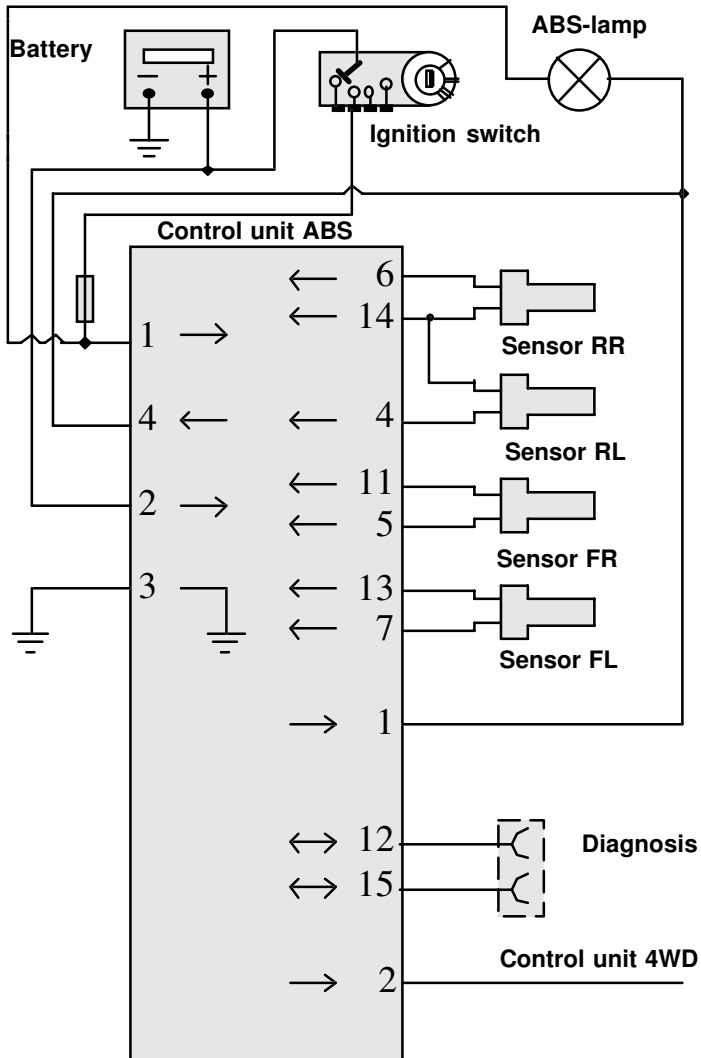 ABS-lamp
Battery
Ignition switch
Control unit ABS
6
14
1
Sensor RR
4
4
Sensor RL
11
2
5
Sensor FR
3
13
7
Sensor FL
1
12
Diagnosis
15
Control unit 4WD
2